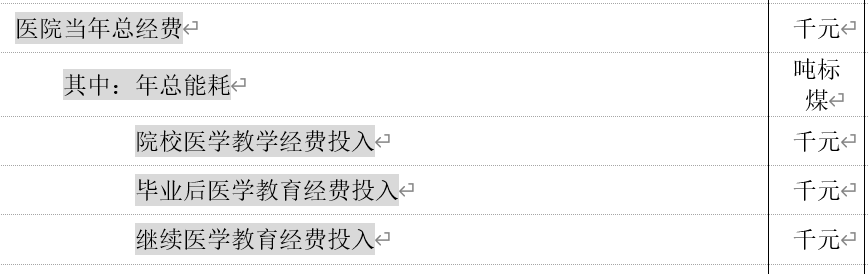 医院当年总经费 千元
其中：年总能耗 吨标
煤
院校医学教学经费投入 千元
毕业后医学教育经费投入 千元
继续医学教育经费投入 千元